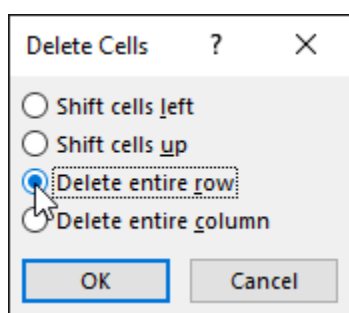 Delete Cells ?
Shift cells left
Shift cells up
Delete entire row
Delete entire column
OK Cancel